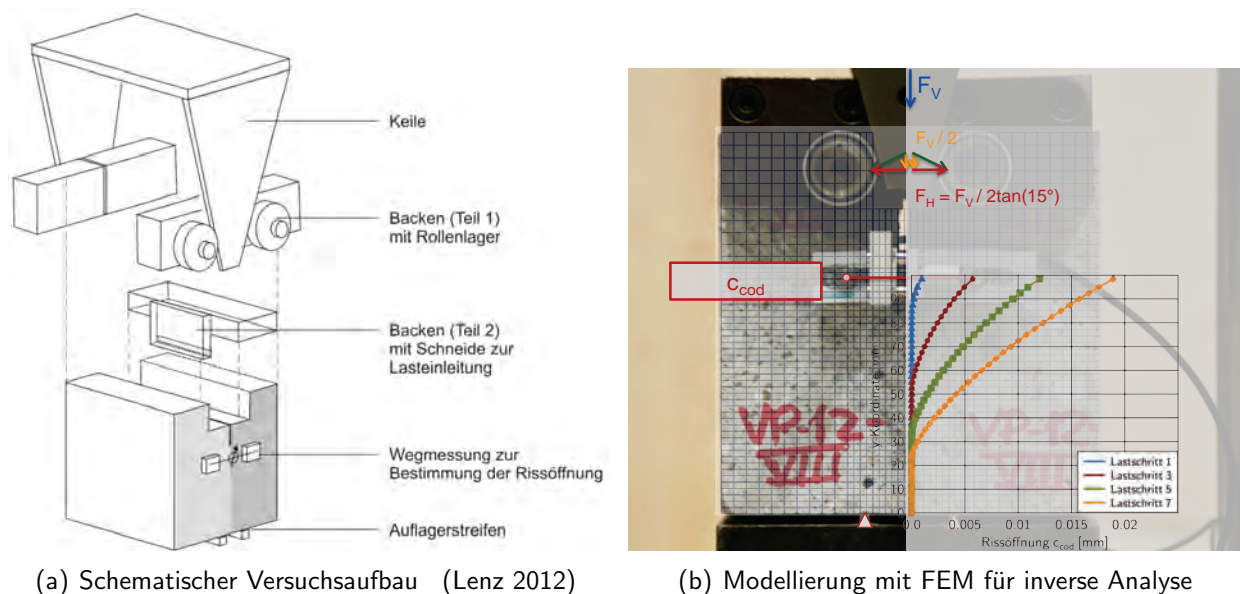 Keile
Backen (Teil 1)
mit Rollenlager
Backen (Teil 2)
mit Schneide zur
Lasteinleitung
Wegmessung zur
Bestimmung der Rissöffnung
Auflagerstreifen
(a) Schematischer Versuchsaufbau (Lenz 2012)
F_V
F_V / 2
F_H = F_V / 2tan(15°)
c_cod
80
70
60
50
40
30
20
10
0
0.0 0.005 0.01 0.015 0.02
Rissöffnung c_cod [mm]
Lastschritt 1
Lastschritt 3
Lastschritt 5
Lastschritt 7
VP-17
VIII
(b) Modellierung mit FEM für inverse Analyse